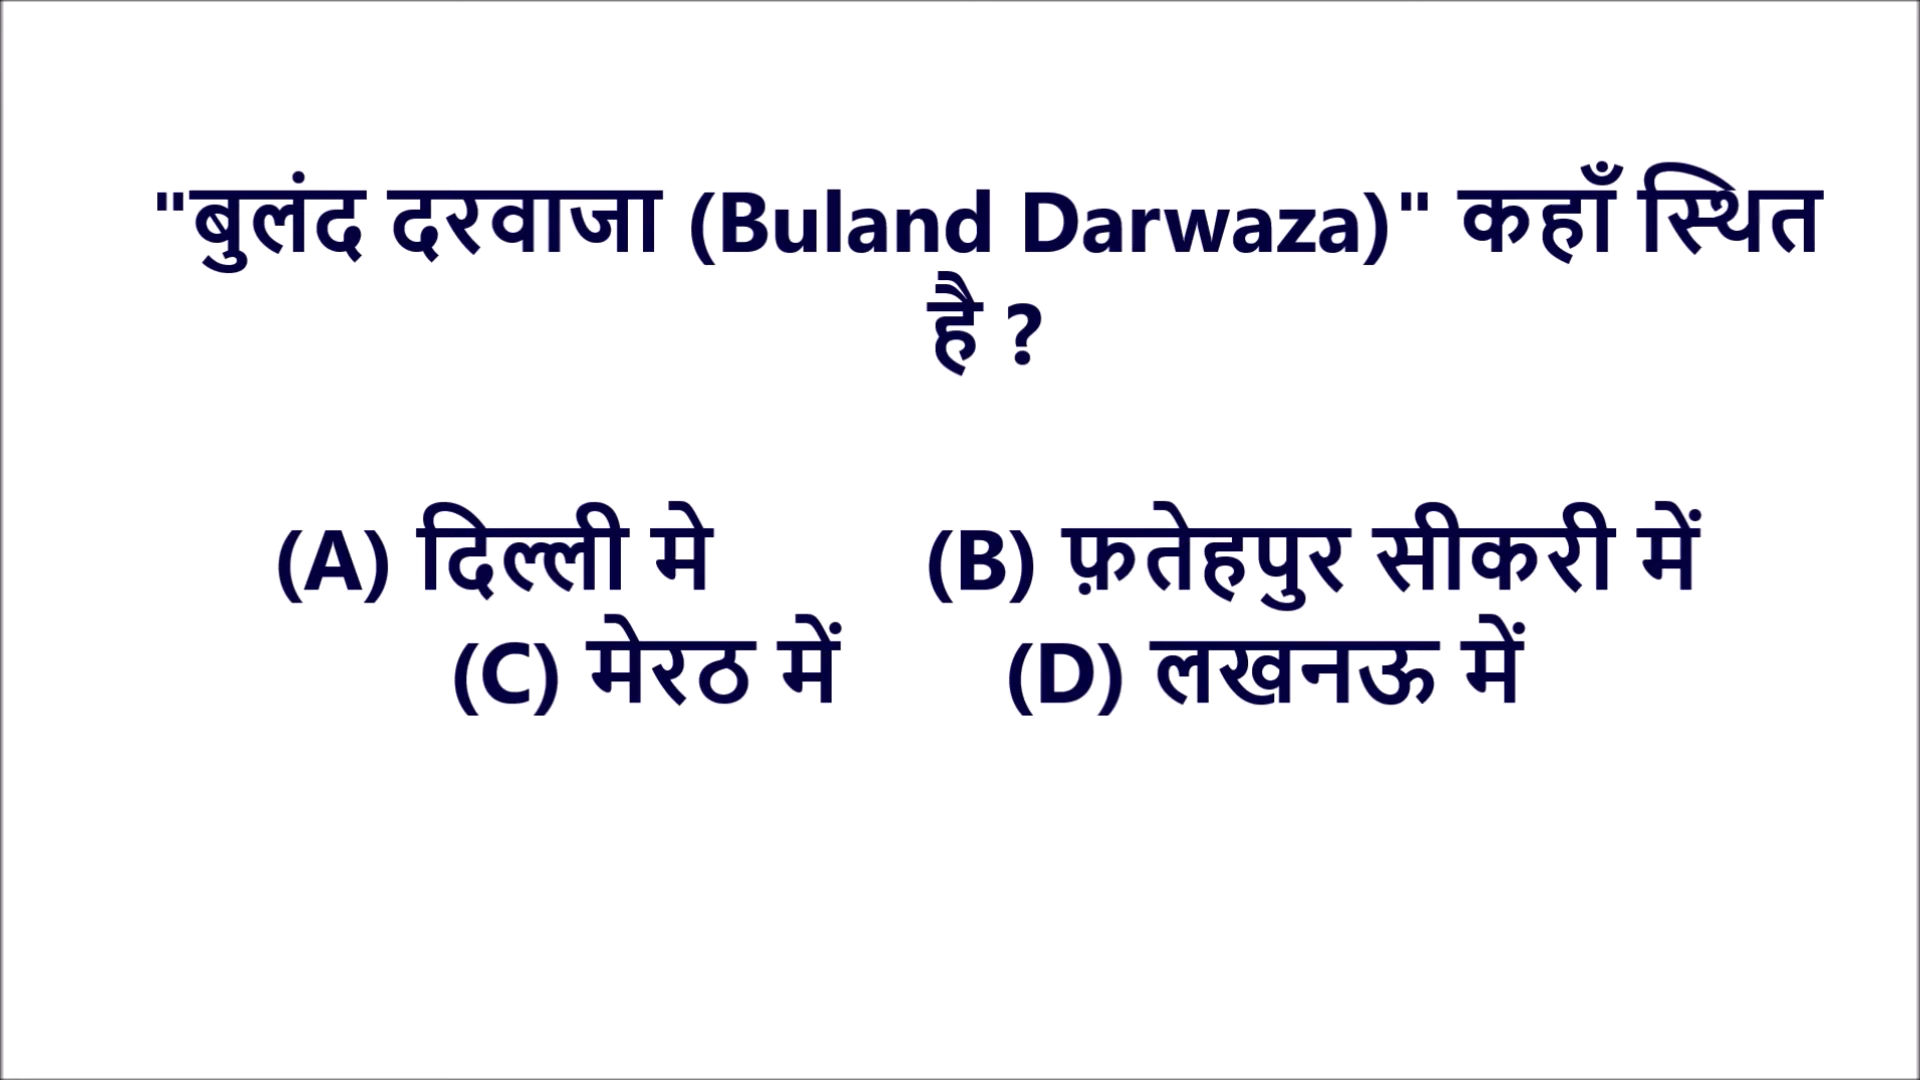 "बुलंद दरवाजा (Buland Darwaza)" कहाँ स्थित
है ?
(A) दिल्ली मे (B) फ़तेहपुर सीकरी में
(C) मेरठ में (D) लखनऊ में